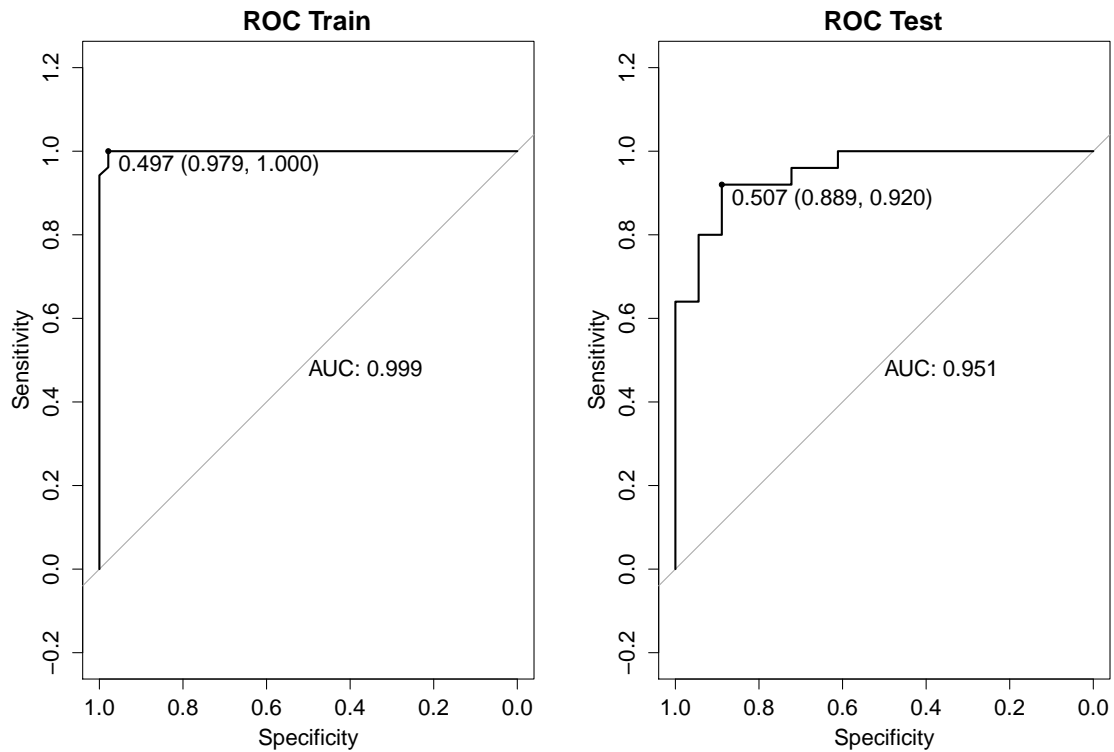 ROC Train
1.2
1.0
0.8
0.6
0.4
0.2
0.0
−0.2
Sensitivity
0.497 (0.979, 1.000)
AUC: 0.999
1.0 0.8 0.6 0.4 0.2 0.0
Specificity
ROC Test
1.2
1.0
0.8
0.6
0.4
0.2
0.0
−0.2
Sensitivity
0.507 (0.889, 0.920)
AUC: 0.951
1.0 0.8 0.6 0.4 0.2 0.0
Specificity